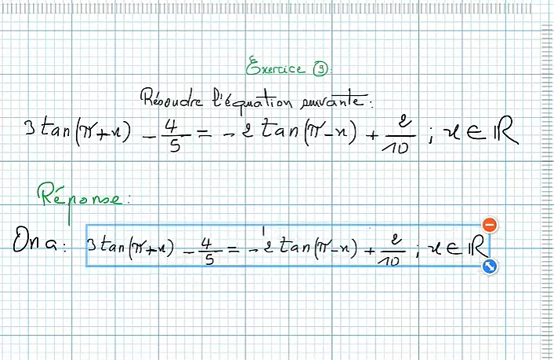 Exercice ③:
Résoudre l'équation suivante:
3 tan(π+x) - 4/5 = -2 tan(π-x) + 2/10 ; x ∈ ℝ
Réponse:
On a: 3 tan(π+x) - 4/5 = -2 tan(π-x) + 2/10 ; x ∈ ℝ